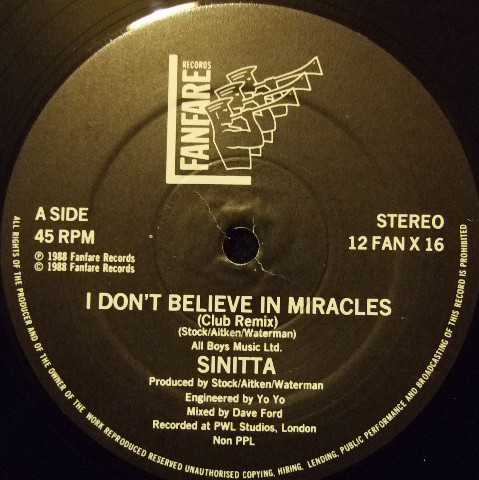 RECORDS
FANFARE
A SIDE
45 RPM
℗ 1988 Fanfare Records
© 1988 Fanfare Records
STEREO
12 FAN X 16
I DON'T BELIEVE IN MIRACLES
(Club Remix)
(Stock/Aitken/Waterman)
All Boys Music Ltd.
SINITTA
Produced by Stock/Aitken/Waterman
Engineered by Yo Yo
Mixed by Dave Ford
Recorded at PWL Studios, London
Non PPL
ALL RIGHTS OF THE PRODUCER AND OF THE OWNER OF THE WORK REPRODUCED RESERVED UNAUTHORISED COPYING, HIRING, LENDING, PUBLIC PERFORMANCE AND BROADCASTING OF THIS RECORD IS PROHIBITED